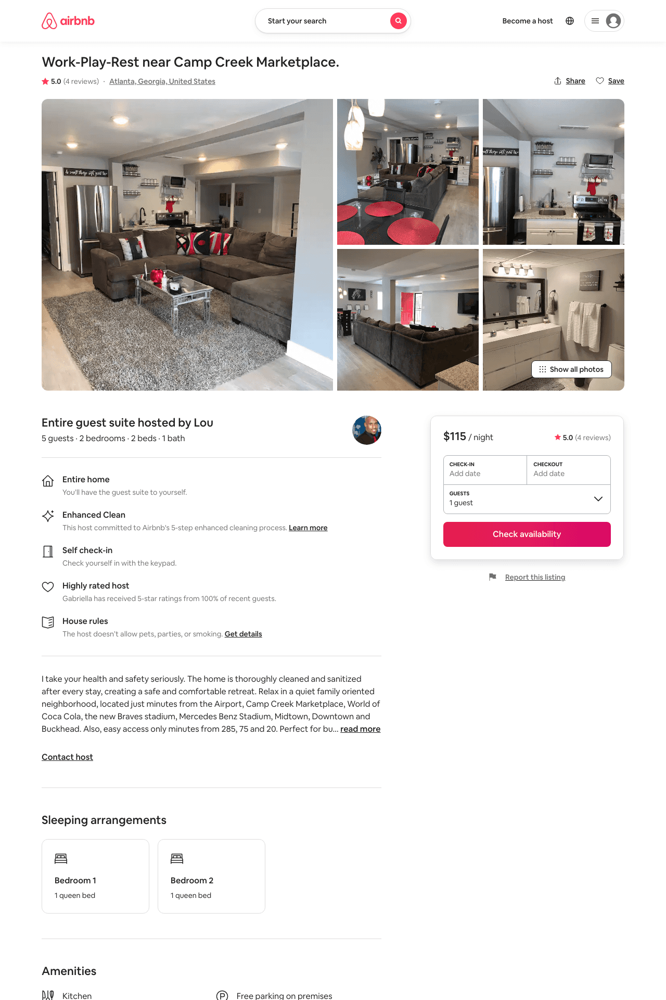 airbnb
Start your search
Become a host
Work-Play-Rest near Camp Creek Marketplace.
5.0 (4 reviews) · Atlanta, Georgia, United States
Share
Save
do small things with great love
Show all photos
Entire guest suite hosted by Lou
5 guests · 2 bedrooms · 2 beds · 1 bath
$115 / night
5.0 (4 reviews)
CHECK-IN
Add date
CHECKOUT
Add date
GUESTS
1 guest
Check availability
Report this listing
Entire home
You'll have the guest suite to yourself.
Enhanced Clean
This host committed to Airbnb's 5-step enhanced cleaning process. Learn more
Self check-in
Check yourself in with the keypad.
Highly rated host
Gabriella has received 5-star ratings from 100% of recent guests.
House rules
The host doesn't allow pets, parties, or smoking. Get details
I take your health and safety seriously. The home is thoroughly cleaned and sanitized
after every stay, creating a safe and comfortable retreat. Relax in a quiet family oriented
neighborhood, located just minutes from the Airport, Camp Creek Marketplace, World of
Coca Cola, the new Braves stadium, Mercedes Benz Stadium, Midtown, Downtown and
Buckhead. Also, easy access only minutes from 285, 75 and 20. Perfect for bu... read more
Contact host
Sleeping arrangements
Bedroom 1
1 queen bed
Bedroom 2
1 queen bed
Amenities
Kitchen
Free parking on premises